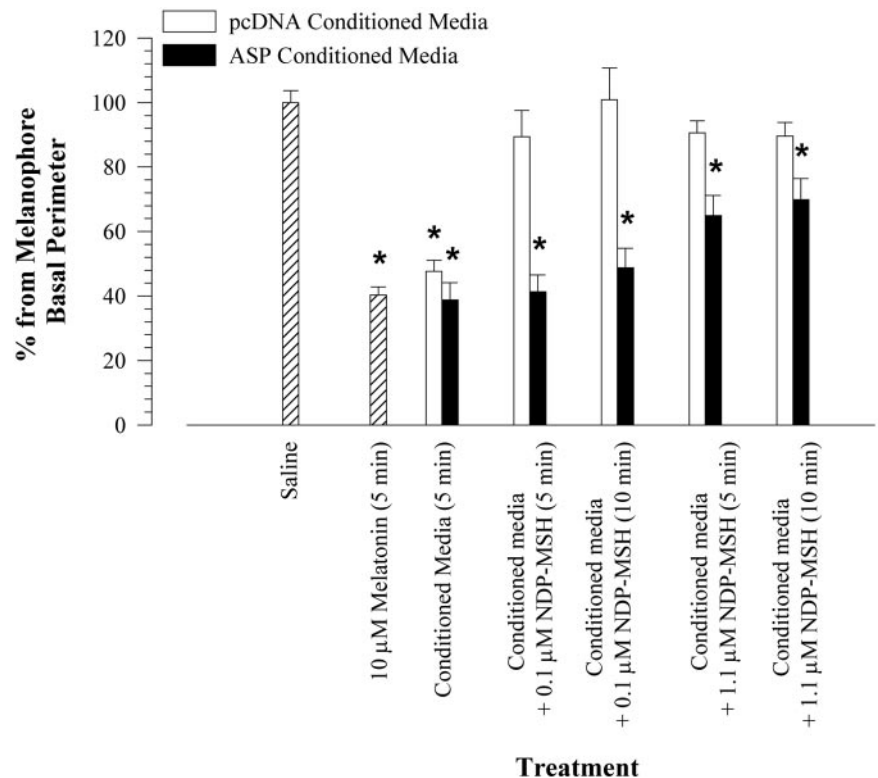 pcDNA Conditioned Media
ASP Conditioned Media
% from Melanophore
Basal Perimeter
120
100
80
60
40
20
0
*
*
*
*
*
*
*
Saline
10 μM Melatonin (5 min)
Conditioned Media (5 min)
Conditioned media
+ 0.1 μM NDP-MSH (5 min)
Conditioned media
+ 0.1 μM NDP-MSH (10 min)
Conditioned media
+ 1.1 μM NDP-MSH (5 min)
Conditioned media
+ 1.1 μM NDP-MSH (10 min)
Treatment